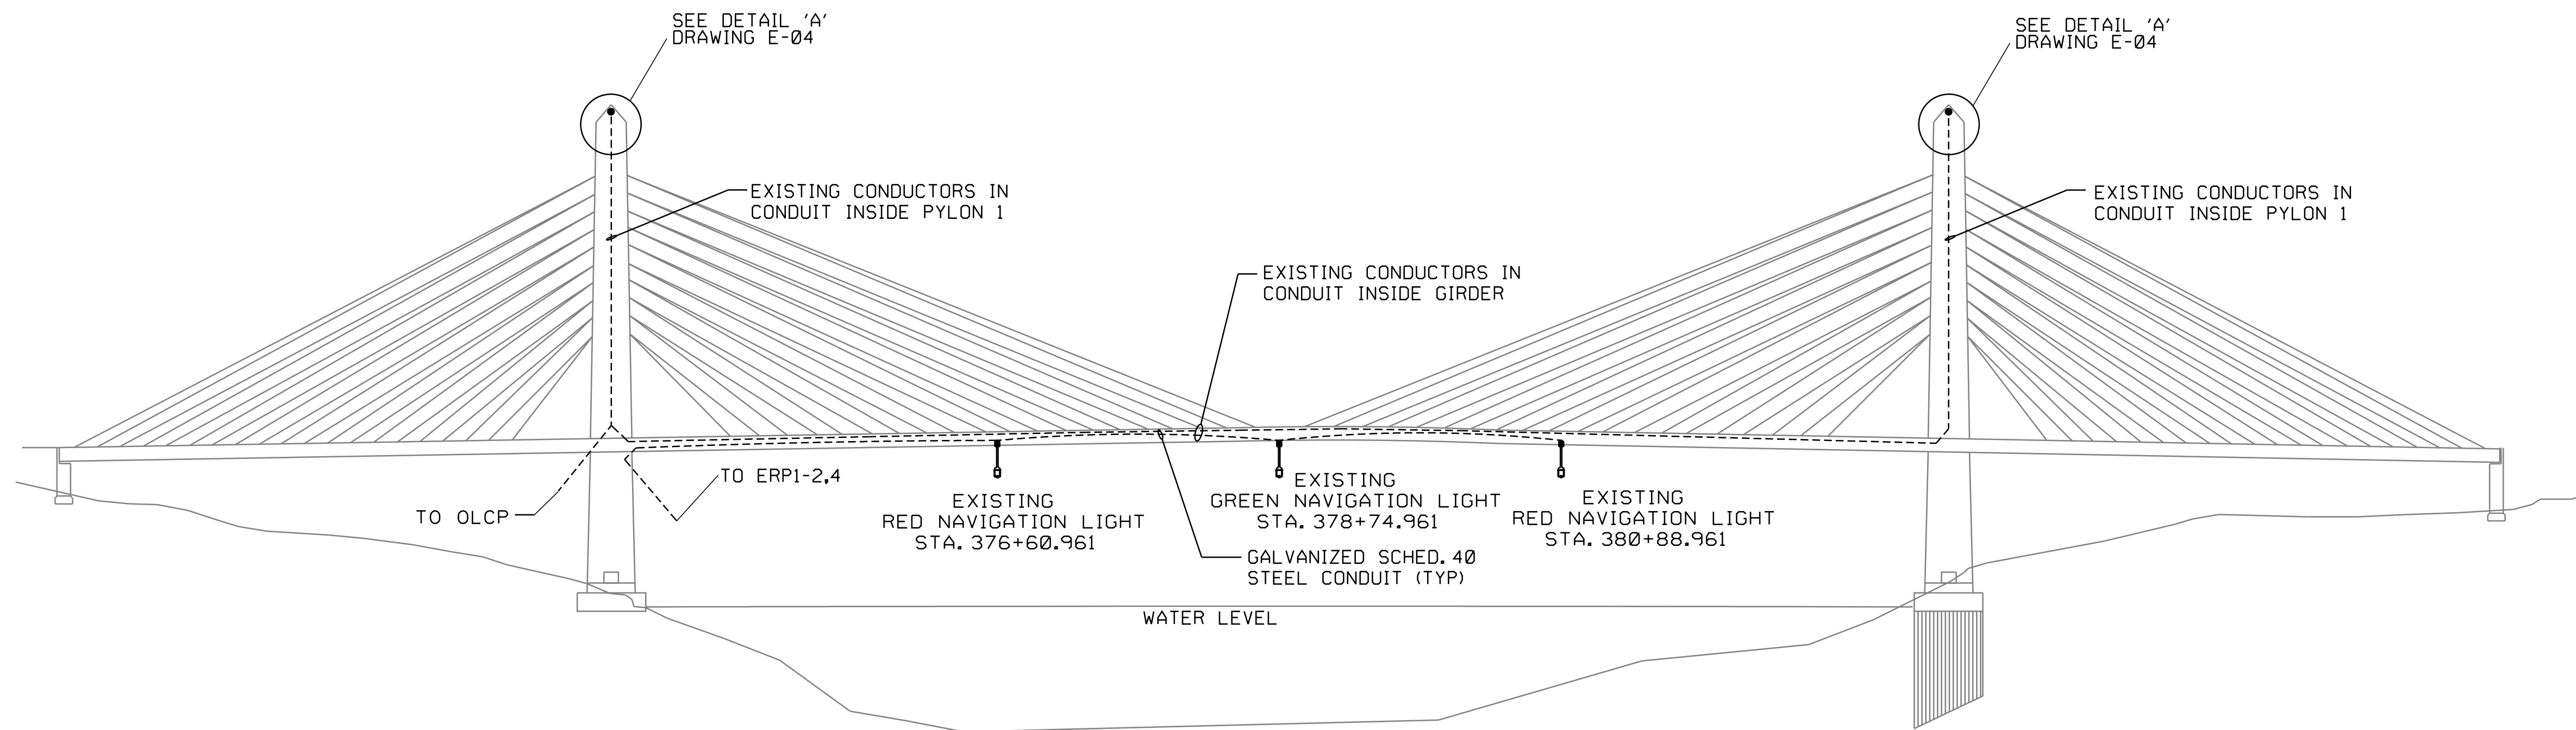 SEE DETAIL 'A'
DRAWING E-04
SEE DETAIL 'A'
DRAWING E-04
EXISTING CONDUCTORS IN
CONDUIT INSIDE PYLON 1
EXISTING CONDUCTORS IN
CONDUIT INSIDE PYLON 1
EXISTING CONDUCTORS IN
CONDUIT INSIDE GIRDER
TO ERP1-2,4
TO OLCP
EXISTING
RED NAVIGATION LIGHT
STA. 376+60.961
EXISTING
GREEN NAVIGATION LIGHT
STA. 378+74.961
EXISTING
RED NAVIGATION LIGHT
STA. 380+88.961
GALVANIZED SCHED. 40
STEEL CONDUIT (TYP)
WATER LEVEL